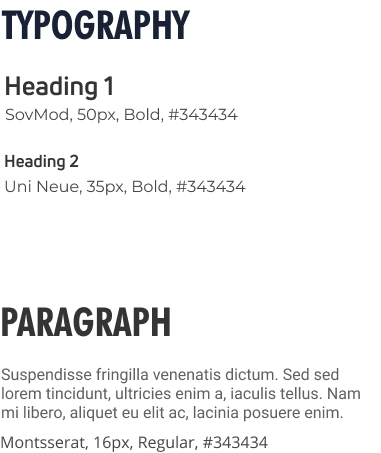 TYPOGRAPHY
Heading 1
SovMod, 50px, Bold, #343434
Heading 2
Uni Neue, 35px, Bold, #343434
PARAGRAPH
Suspendisse fringilla venenatis dictum. Sed sed
lorem tincidunt, ultricies enim a, iaculis tellus. Nam
mi libero, aliquet eu elit ac, lacinia posuere enim.
Montsserat, 16px, Regular, #343434